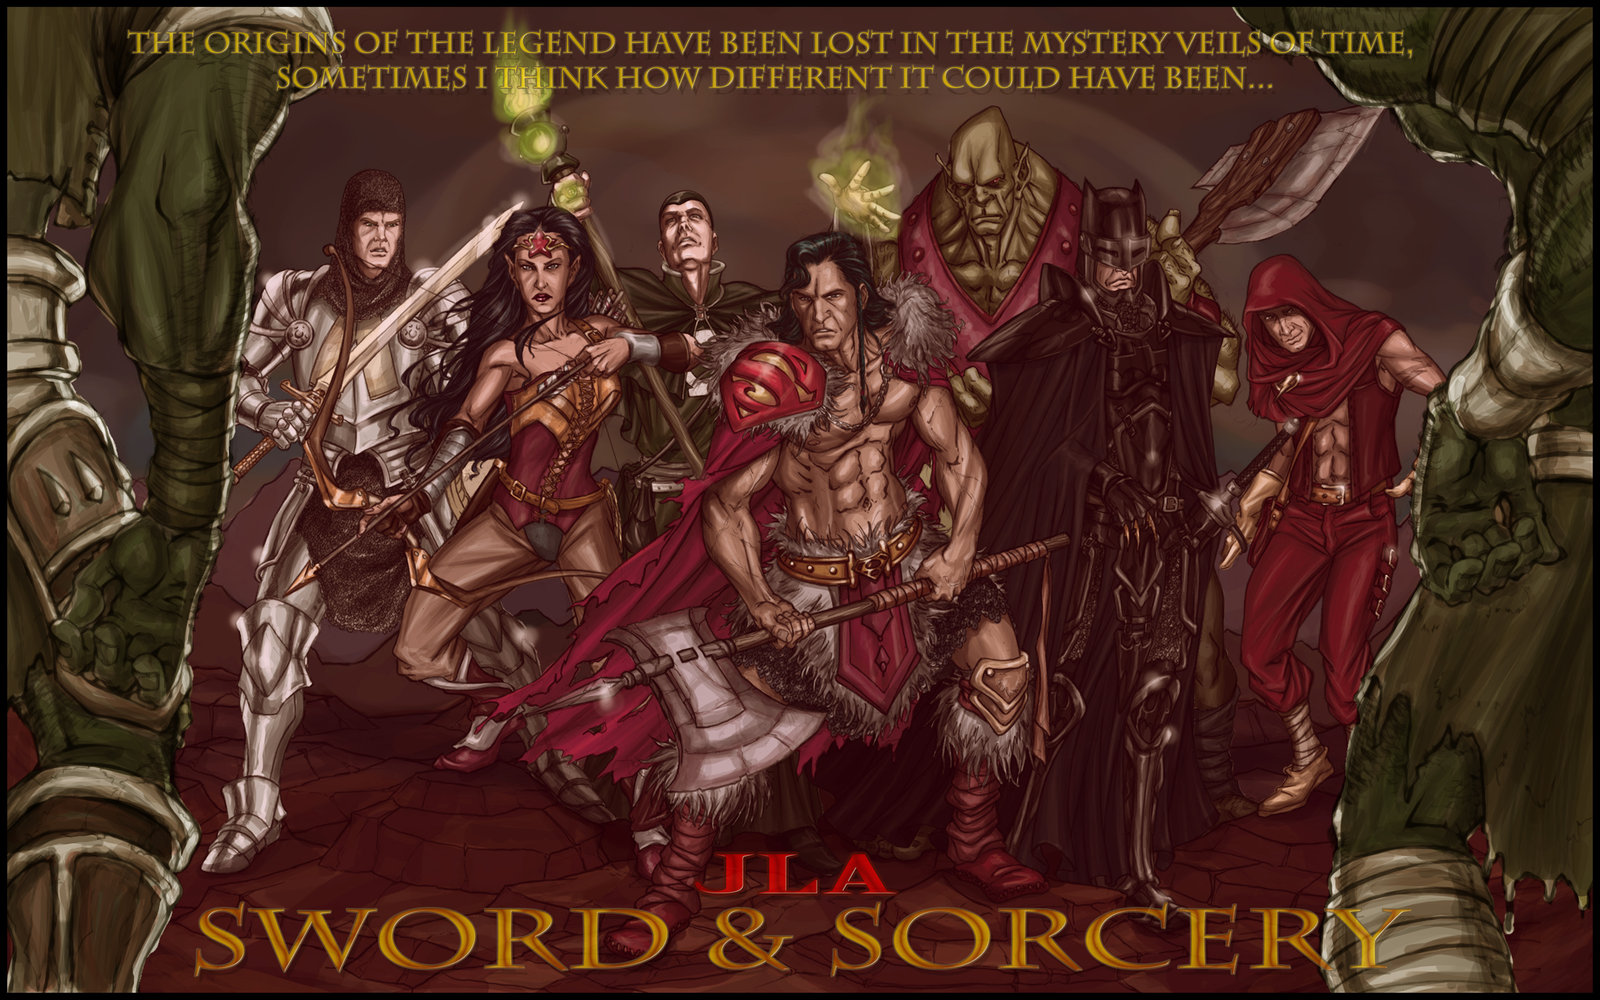 THE ORIGINS OF THE LEGEND HAVE BEEN LOST IN THE MYSTERY VEILS OF TIME,
SOMETIMES I THINK HOW DIFFERENT IT COULD HAVE BEEN...
JLA
SWORD & SORCERY